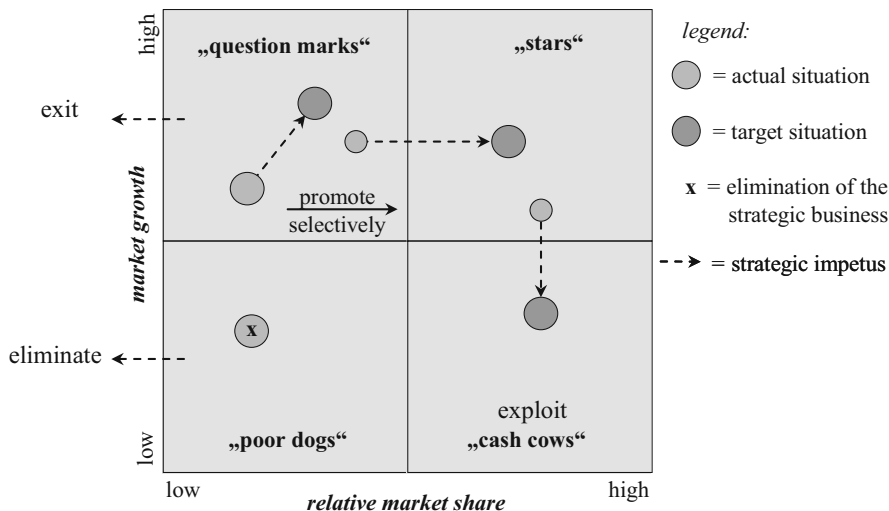 high
„question marks“
„stars“
legend:
= actual situation
exit
= target situation
market growth
promote
selectively
x = elimination of the
strategic business
= strategic impetus
x
eliminate
exploit
low
„poor dogs“
„cash cows“
low
relative market share
high